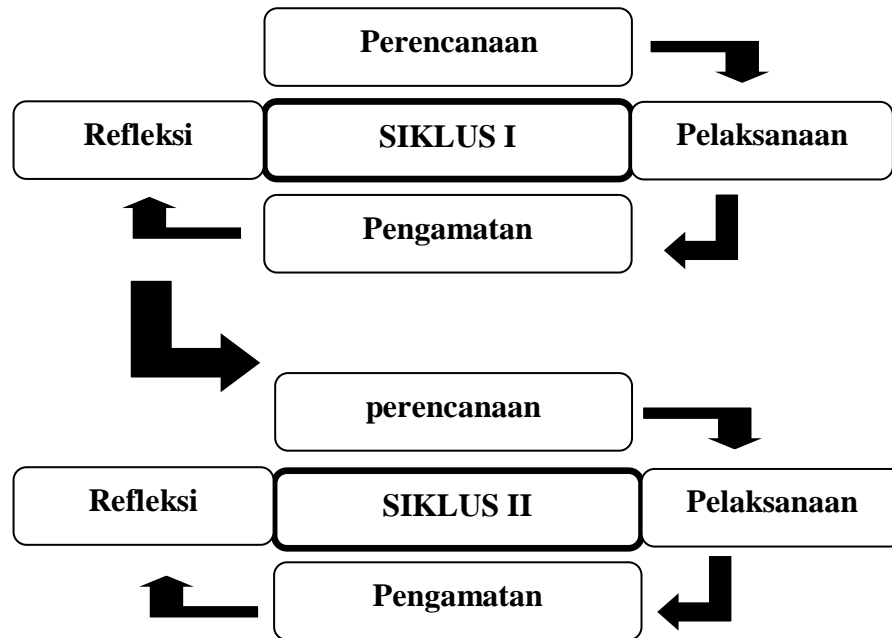 Perencanaan
Refleksi
SIKLUS I
Pelaksanaan
Pengamatan
perencanaan
Refleksi
SIKLUS II
Pelaksanaan
Pengamatan